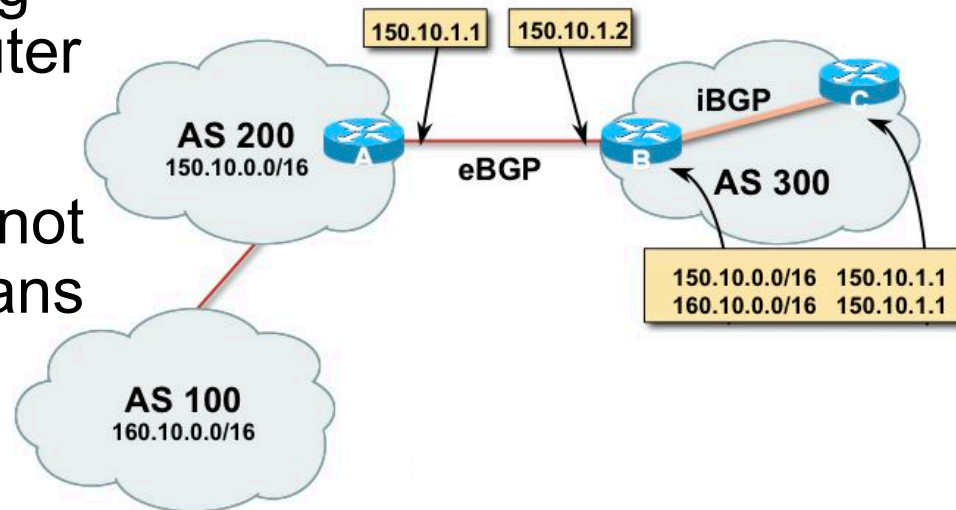 uter
not
ans
150.10.1.1
150.10.1.2
AS 200
150.10.0.0/16
A
eBGP
B
iBGP
C
AS 300
150.10.0.0/16 150.10.1.1
160.10.0.0/16 150.10.1.1
AS 100
160.10.0.0/16